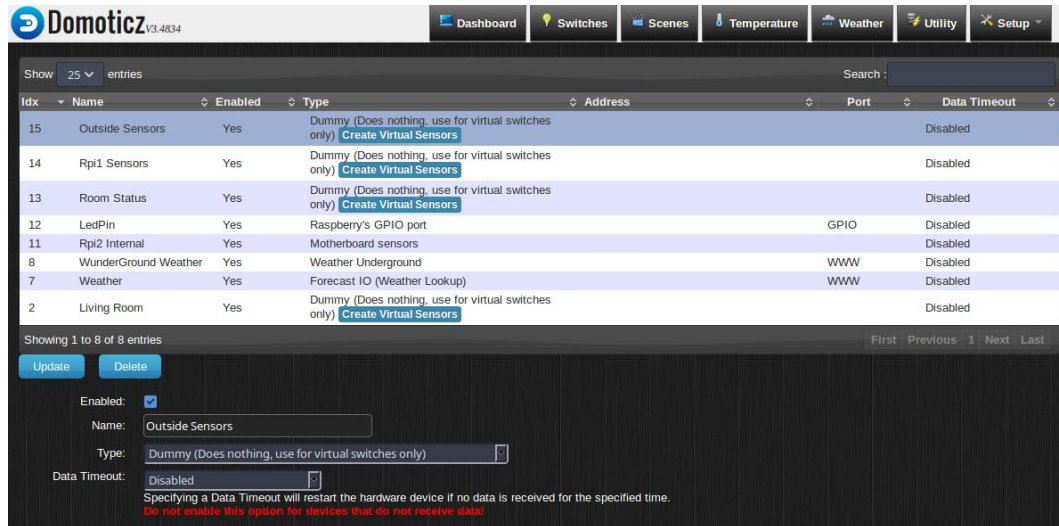 Domoticz V3.4834
Dashboard Switches Scenes Temperature Weather Utility Setup
Show 25 entries Search :
Idx Name Enabled Type Address Port Data Timeout
15 Outside Sensors Yes Dummy (Does nothing, use for virtual switches only) Create Virtual Sensors Disabled
14 Rpi1 Sensors Yes Dummy (Does nothing, use for virtual switches only) Create Virtual Sensors Disabled
13 Room Status Yes Dummy (Does nothing, use for virtual switches only) Create Virtual Sensors Disabled
12 LedPin Yes Raspberry's GPIO port GPIO Disabled
11 Rpi2 Internal Yes Motherboard sensors Disabled
8 WunderGround Weather Yes Weather Underground WWW Disabled
7 Weather Yes Forecast IO (Weather Lookup) WWW Disabled
2 Living Room Yes Dummy (Does nothing, use for virtual switches only) Create Virtual Sensors Disabled
Showing 1 to 8 of 8 entries First Previous 1 Next Last
Update Delete
Enabled:
Name: Outside Sensors
Type: Dummy (Does nothing, use for virtual switches only)
Data Timeout: Disabled
Specifying a Data Timeout will restart the hardware device if no data is received for the specified time.
Do not enable this option for devices that do not receive data!